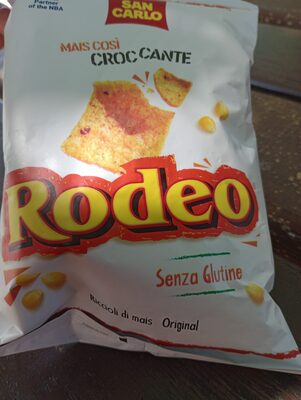 Partner
of the NBA
SAN
CARLO
MAIS COSÌ
CROCCANTE
Rodeo
Senza Glutine
Riccioli di mais Original